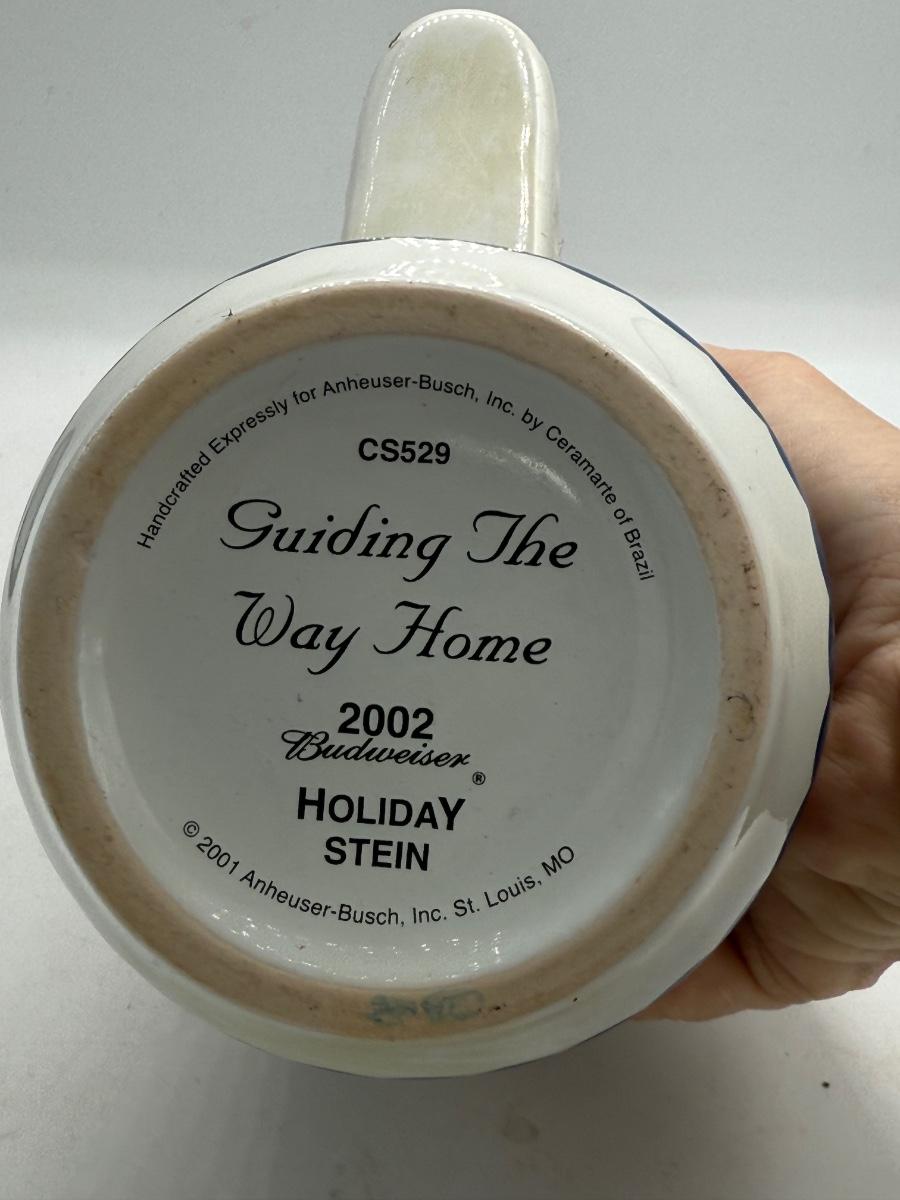 Handcrafted Expressly for Anheuser-Busch, Inc. by Ceramarte of Brazil
CS529
Guiding The
Way Home
2002
Budweiser®
HOLIDAY
STEIN
© 2001 Anheuser-Busch, Inc. St. Louis, MO